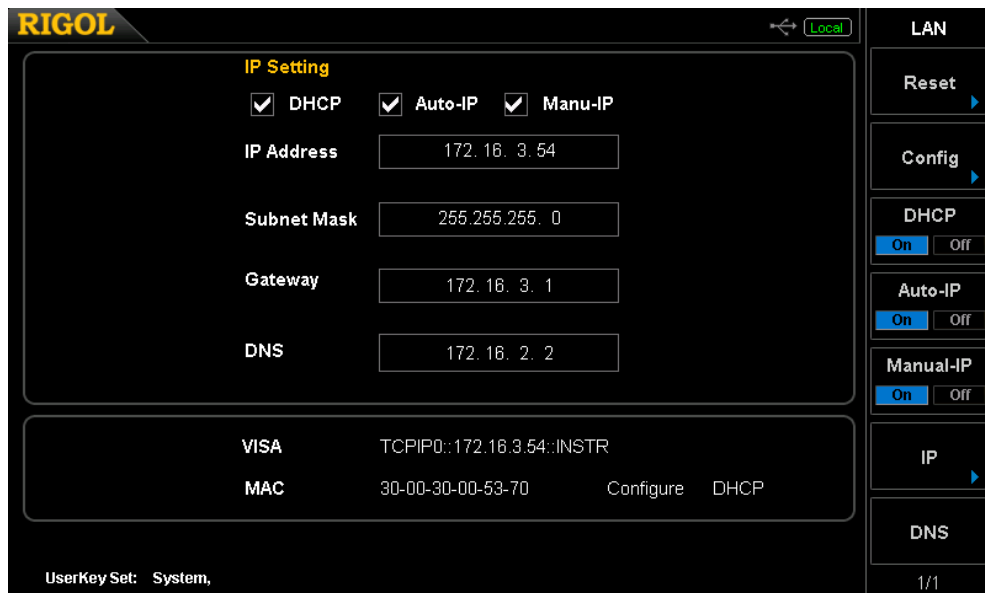 RIGOL
Local
IP Setting
DHCP Auto-IP Manu-IP
IP Address 172. 16. 3. 54
Subnet Mask 255.255.255. 0
Gateway 172. 16. 3. 1
DNS 172. 16. 2. 2
VISA TCPIP0::172.16.3.54::INSTR
MAC 30-00-30-00-53-70 Configure DHCP
UserKey Set: System,
LAN
Reset
Config
DHCP
On Off
Auto-IP
On Off
Manual-IP
On Off
IP
DNS
1/1